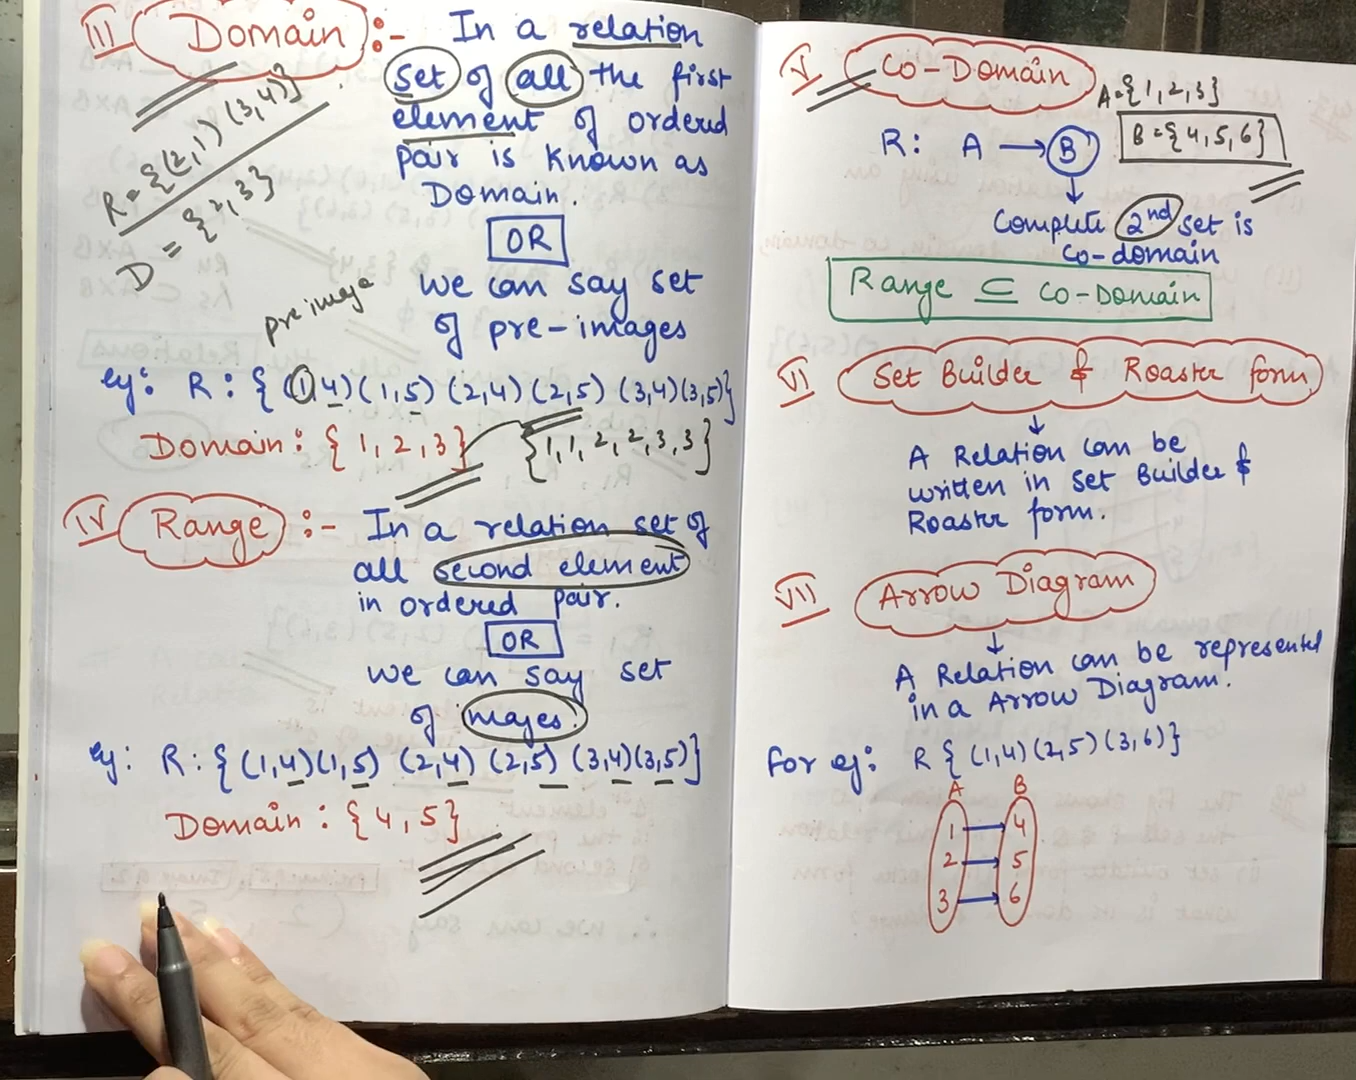 III Domain :- In a relation
set of all the first
element of ordered
pair is known as
Domain.
OR
we can say set
of pre-images
R = {(2,1) (3,4)}
D = {2,3}
pre image
eg: R : { (1,4) (1,5) (2,4) (2,5) (3,4) (3,5)}
Domain : { 1, 2, 3} {1,1,2,2,3,3}
IV Range :- In a relation set of
all second element
in ordered pair.
OR
we can say set
of images.
eg: R : { (1,4) (1,5) (2,4) (2,5) (3,4) (3,5)}
Domain : { 4, 5}
V Co-Domain
A={1,2,3}
R: A → B B={4,5,6}
↓
Complete 2nd set is
Co-domain
Range ⊆ Co-Domain
VI Set Builder & Roaster form
↓
A Relation can be
written in Set Builder &
Roaster form.
VII Arrow Diagram
↓
A Relation can be represented
in a Arrow Diagram.
For eg: R { (1,4) (2,5) (3,6)}
A B
1 → 4
2 → 5
3 → 6